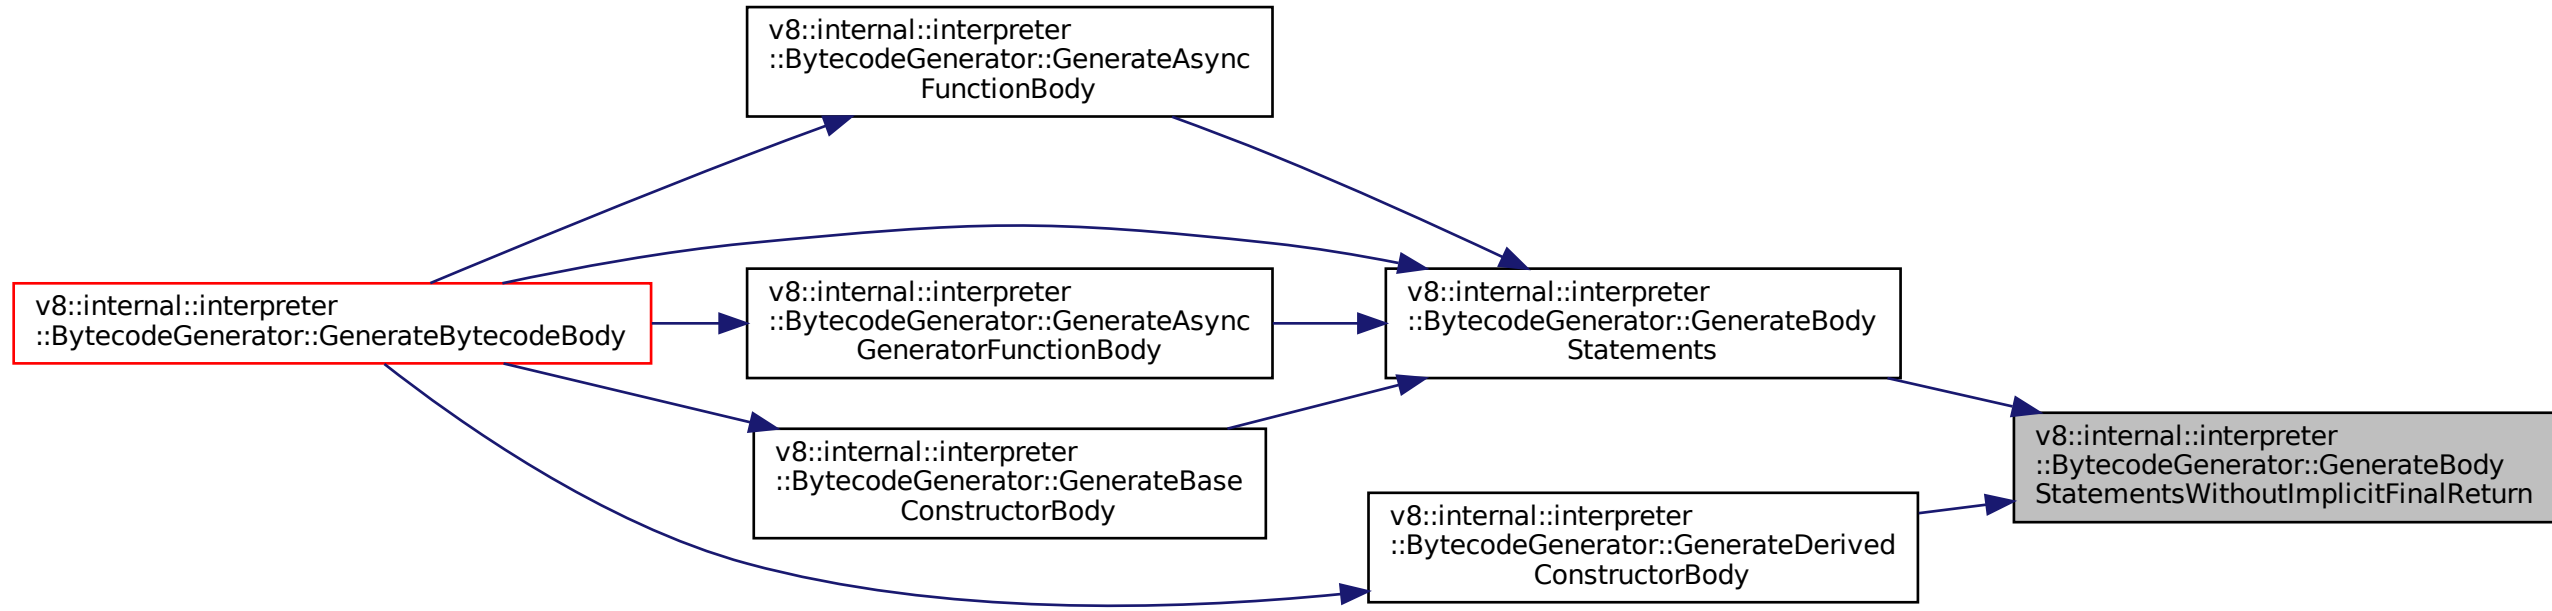 v8::internal::interpreter
::BytecodeGenerator::GenerateAsync
FunctionBody
v8::internal::interpreter
::BytecodeGenerator::GenerateBytecodeBody
v8::internal::interpreter
::BytecodeGenerator::GenerateAsync
GeneratorFunctionBody
v8::internal::interpreter
::BytecodeGenerator::GenerateBody
Statements
v8::internal::interpreter
::BytecodeGenerator::GenerateBase
ConstructorBody
v8::internal::interpreter
::BytecodeGenerator::GenerateDerived
ConstructorBody
v8::internal::interpreter
::BytecodeGenerator::GenerateBody
StatementsWithoutImplicitFinalReturn